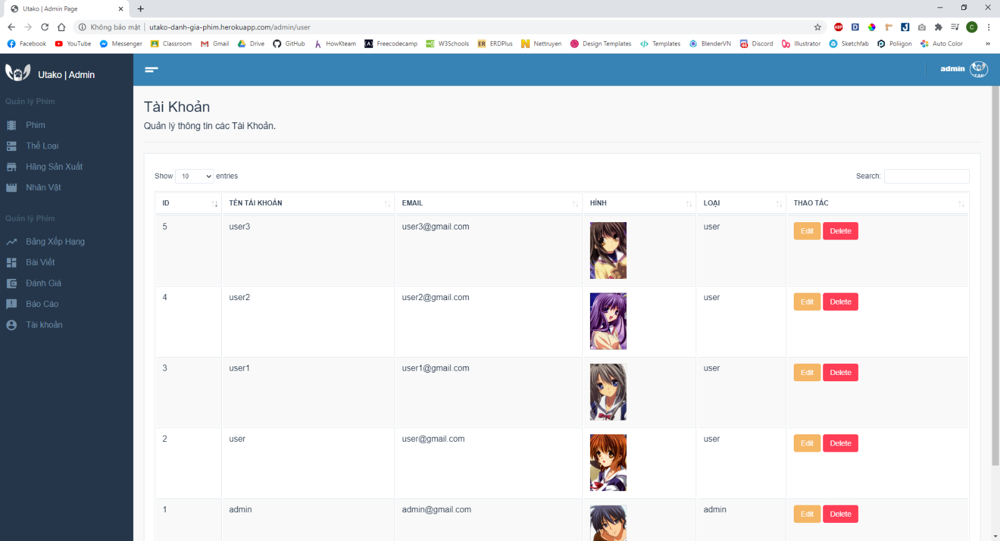 Utako | Admin Page
Không bảo mật | utako-danh-gia-phim.herokuapp.com/admin/user
ABP
D
C
Facebook YouTube Messenger Classroom Gmail Drive GitHub HowKteam Freecodecamp W3Schools ERDPlus Nettruyen Design Templates Templates BlenderVN Discord Illustrator Sketchfab Poliigon Auto Color »
Utako | Admin
admin
Quản lý Phim
Phim
Thể Loại
Hãng Sản Xuất
Nhân Vật
Quản lý Phim
Bảng Xếp Hạng
Bài Viết
Đánh Giá
Báo Cáo
Tài khoản
Tài Khoản
Quản lý thông tin các Tài Khoản.
Show 10 entries
Search:
ID TÊN TÀI KHOẢN EMAIL HÌNH LOẠI THAO TÁC
5 user3 user3@gmail.com user Edit Delete
4 user2 user2@gmail.com user Edit Delete
3 user1 user1@gmail.com user Edit Delete
2 user user@gmail.com user Edit Delete
1 admin admin@gmail.com admin Edit Delete